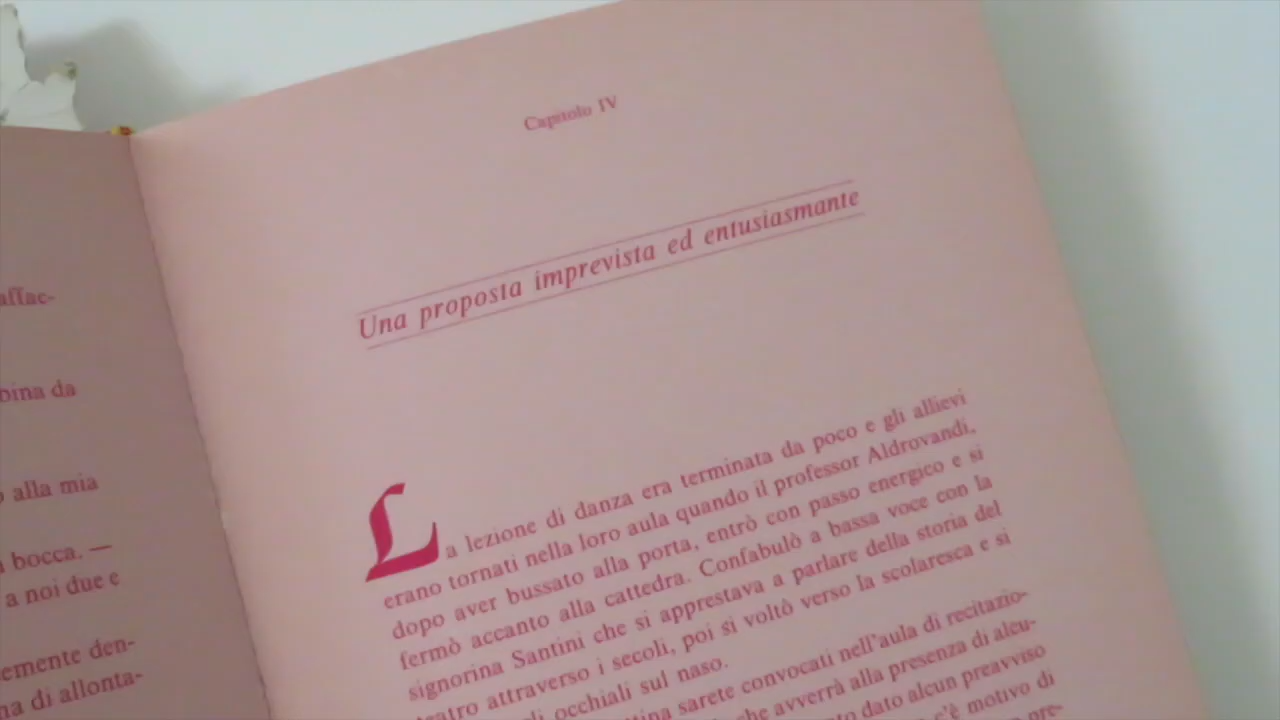 affac-
bina da
alla mia
bocca. —
a noi due e
emente den-
na di allonta-
Capitolo IV
Una proposta imprevista ed entusiasmante
La lezione di danza era terminata da poco e gli allievi
erano tornati nella loro aula quando il professor Aldrovandi,
dopo aver bussato alla porta, entrò con passo energico e si
fermò accanto alla cattedra. Confabulò a bassa voce con la
signorina Santini che si apprestava a parlare della storia del
teatro attraverso i secoli, poi si voltò verso la scolaresca e si
gli occhiali sul naso.
sarete convocati nell'aula di recitazio-
che avverrà alla presenza di alcu-
dato alcun preavviso
c'è motivo di